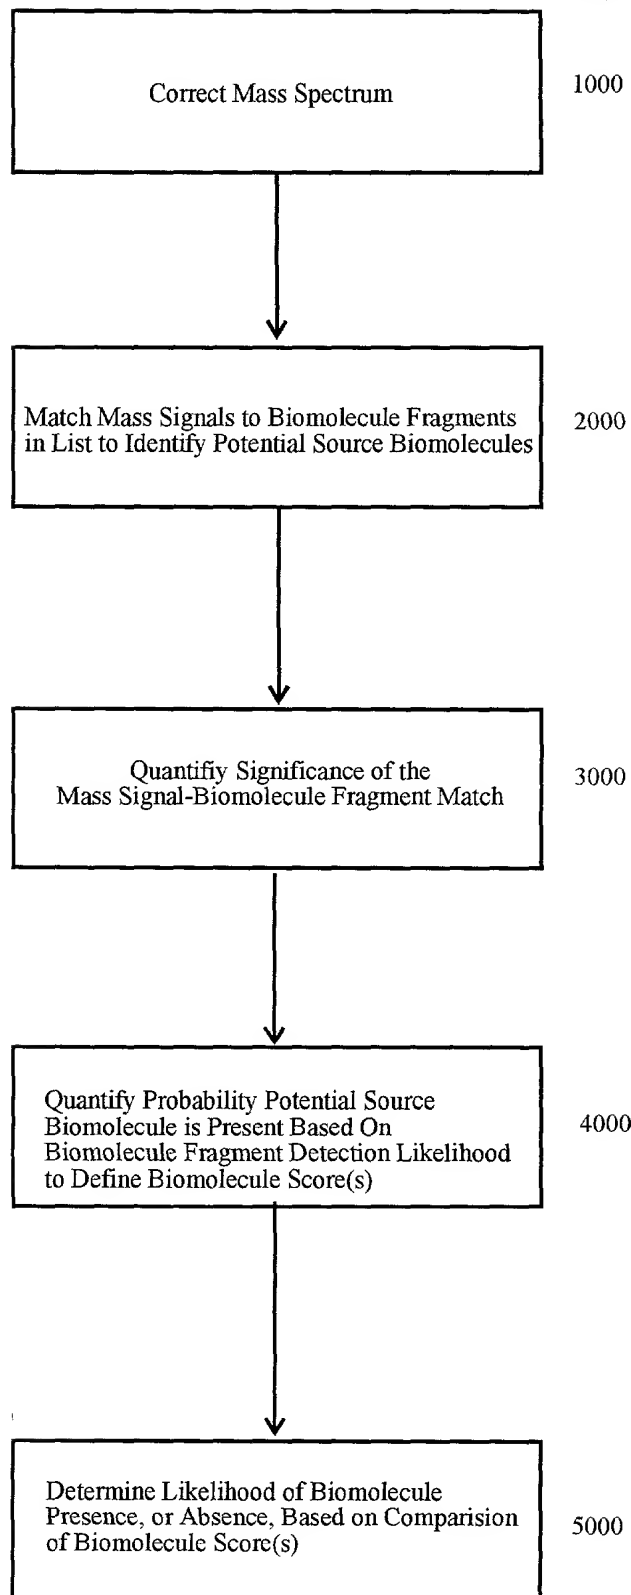 Correct Mass Spectrum
1000
Match Mass Signals to Biomolecule Fragments
in List to Identify Potential Source Biomolecules
2000
Quantifiy Significance of the
Mass Signal-Biomolecule Fragment Match
3000
Quantify Probability Potential Source
Biomolecule is Present Based On
Biomolecule Fragment Detection Likelihood
to Define Biomolecule Score(s)
4000
Determine Likelihood of Biomolecule
Presence, or Absence, Based on Comparision
of Biomolecule Score(s)
5000